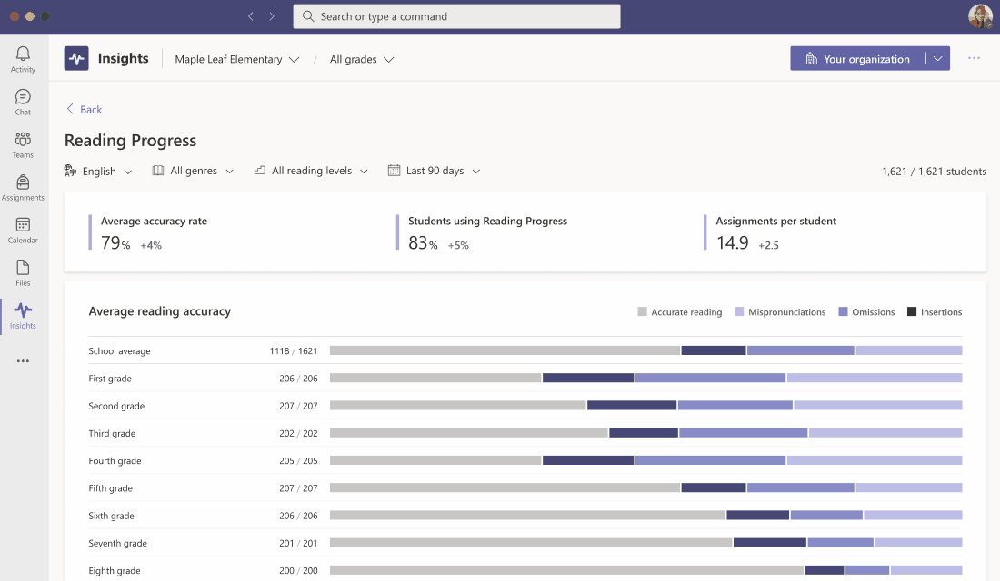 Search or type a command
Insights
Maple Leaf Elementary / All grades
Your organization
Activity
Chat
Teams
Assignments
Calendar
Files
Insights
Back
Reading Progress
English
All genres
All reading levels
Last 90 days
1,621 / 1,621 students
Average accuracy rate
79% +4%
Students using Reading Progress
83% +5%
Assignments per student
14.9 +2.5
Average reading accuracy
Accurate reading
Mispronunciations
Omissions
Insertions
School average 1118 / 1621
First grade 206 / 206
Second grade 207 / 207
Third grade 202 / 202
Fourth grade 205 / 205
Fifth grade 207 / 207
Sixth grade 206 / 206
Seventh grade 201 / 201
Eighth grade 200 / 200